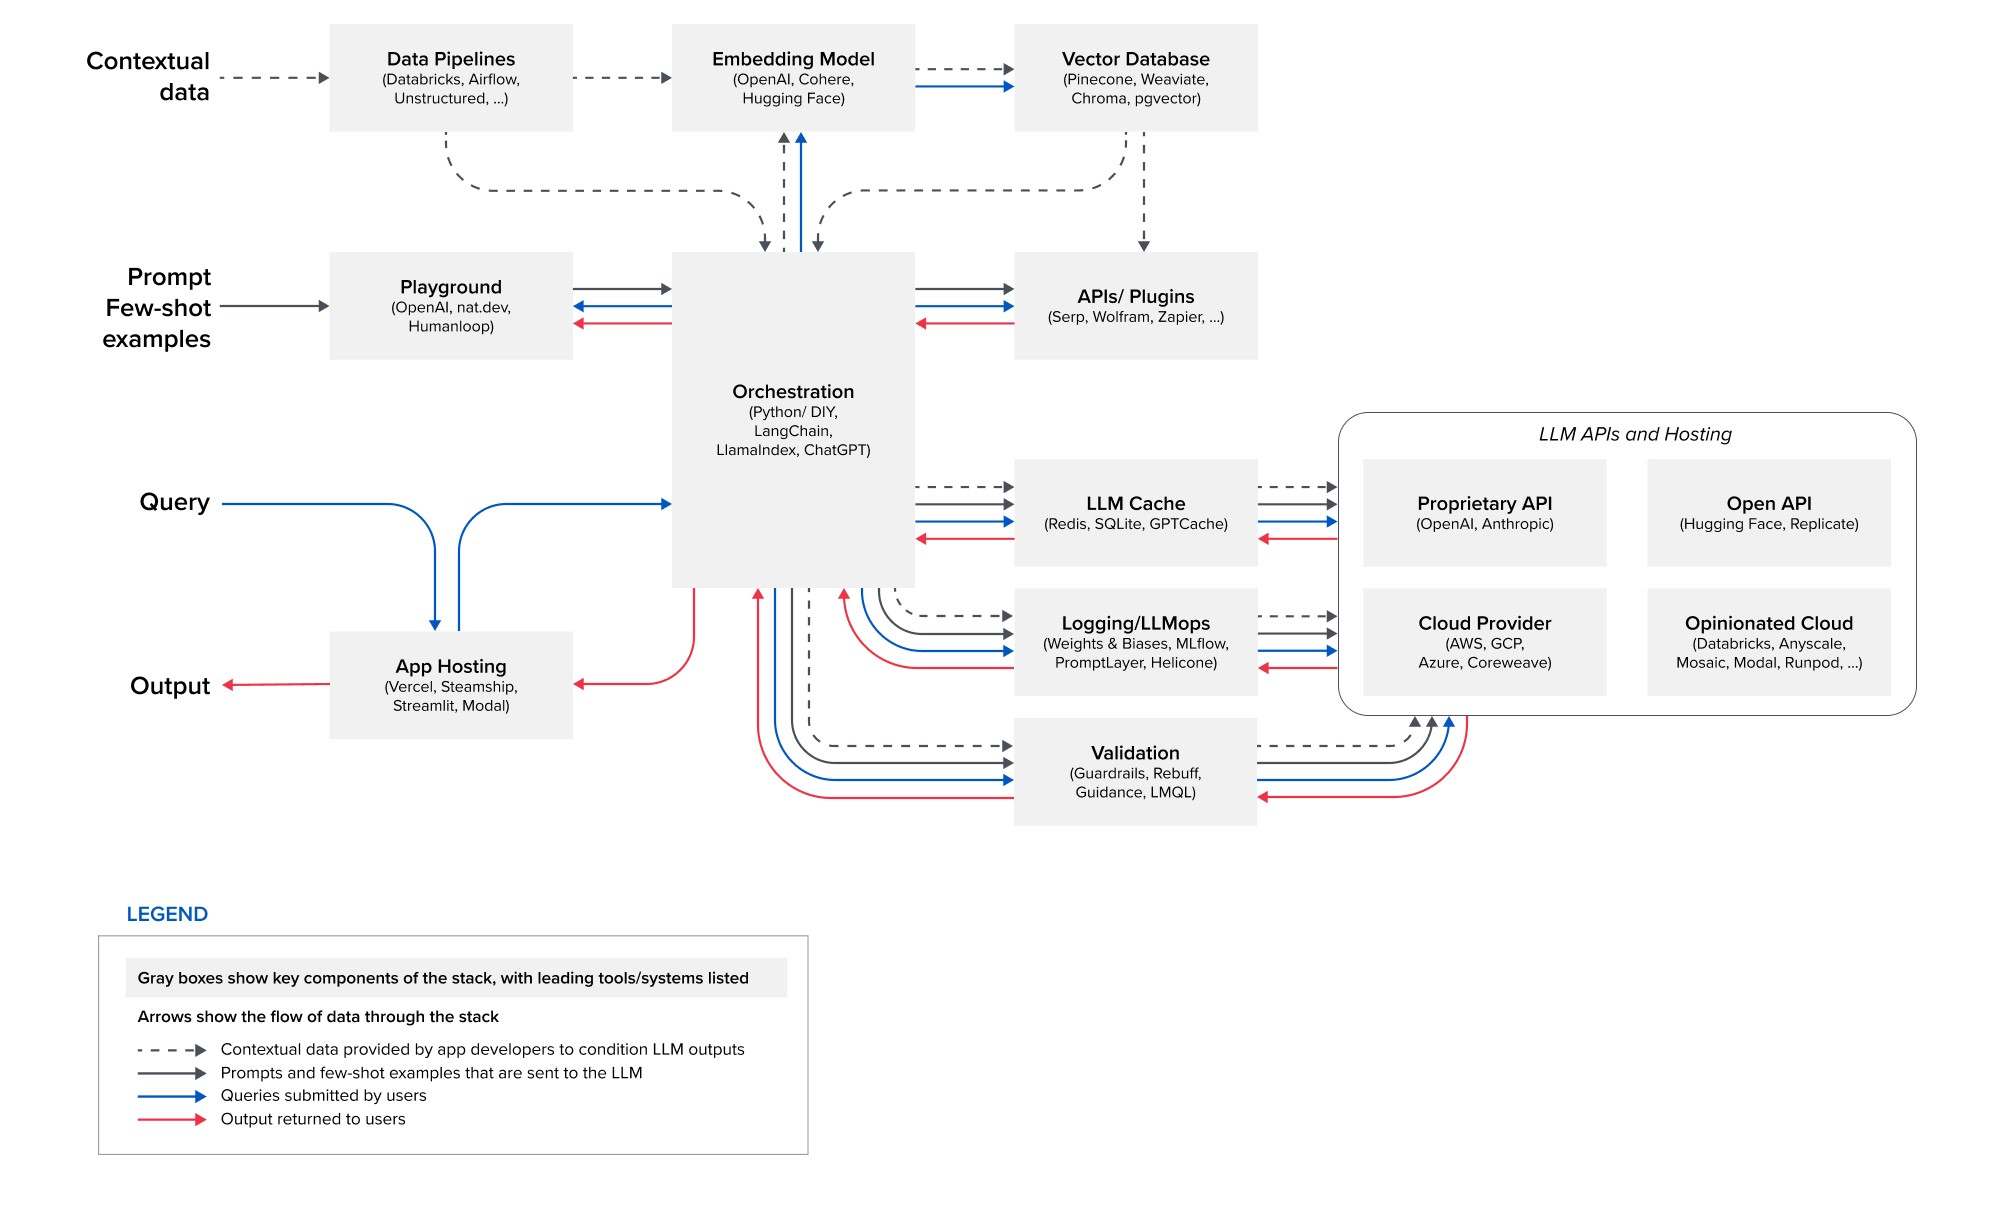 Contextual
data
Data Pipelines
(Databricks, Airflow,
Unstructured, ...)
Embedding Model
(OpenAI, Cohere,
Hugging Face)
Vector Database
(Pinecone, Weaviate,
Chroma, pgvector)
Prompt
Few-shot
examples
Playground
(OpenAI, nat.dev,
Humanloop)
Orchestration
(Python/ DIY,
LangChain,
LlamaIndex, ChatGPT)
APIs/ Plugins
(Serp, Wolfram, Zapier, ...)
Query
LLM Cache
(Redis, SQLite, GPTCache)
Logging/LLMops
(Weights & Biases, MLflow,
PromptLayer, Helicone)
Validation
(Guardrails, Rebuff,
Guidance, LMQL)
LLM APIs and Hosting
Proprietary API
(OpenAI, Anthropic)
Open API
(Hugging Face, Replicate)
Cloud Provider
(AWS, GCP,
Azure, Coreweave)
Opinionated Cloud
(Databricks, Anyscale,
Mosaic, Modal, Runpod, ...)
Output
App Hosting
(Vercel, Steamship,
Streamlit, Modal)
LEGEND
Gray boxes show key components of the stack, with leading tools/systems listed
Arrows show the flow of data through the stack
Contextual data provided by app developers to condition LLM outputs
Prompts and few-shot examples that are sent to the LLM
Queries submitted by users
Output returned to users